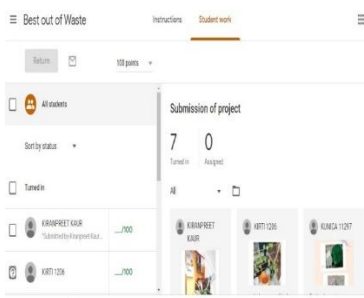 Best out of Waste
Instructions
Student work
Return
100 points
All students
Sort by status
Turned in
KIRANPREET KAUR
"Submitted by Kiranpreet Kaur...
__/100
KIRTI 1206
__/100
Submission of project
7
0
Turned in
Assigned
All
KIRANPREET
KAUR
KIRTI 1206
KUNICA 11297